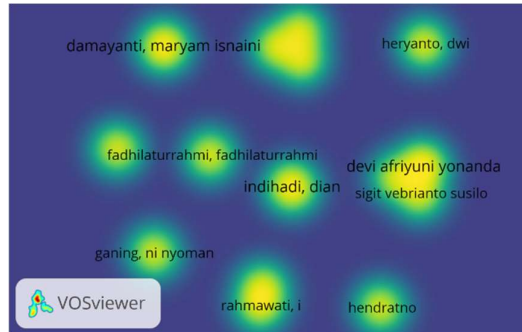 damayanti, maryam isnaini
heryanto, dwi
fadhilaturrahmi, fadhilaturrahmi
devi afriyuni yonanda
indihadi, dian
sigit vebrianto susilo
ganing, ni nyoman
VOSviewer
rahmawati, i
hendratno